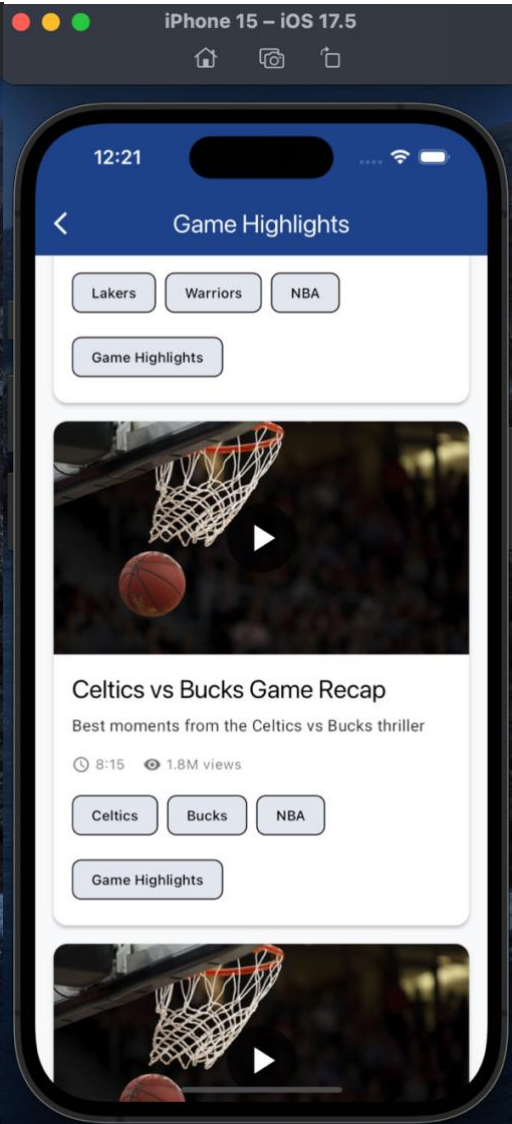 iPhone 15 – iOS 17.5
12:21
Game Highlights
Lakers Warriors NBA
Game Highlights
Celtics vs Bucks Game Recap
Best moments from the Celtics vs Bucks thriller
8:15 1.8M views
Celtics Bucks NBA
Game Highlights